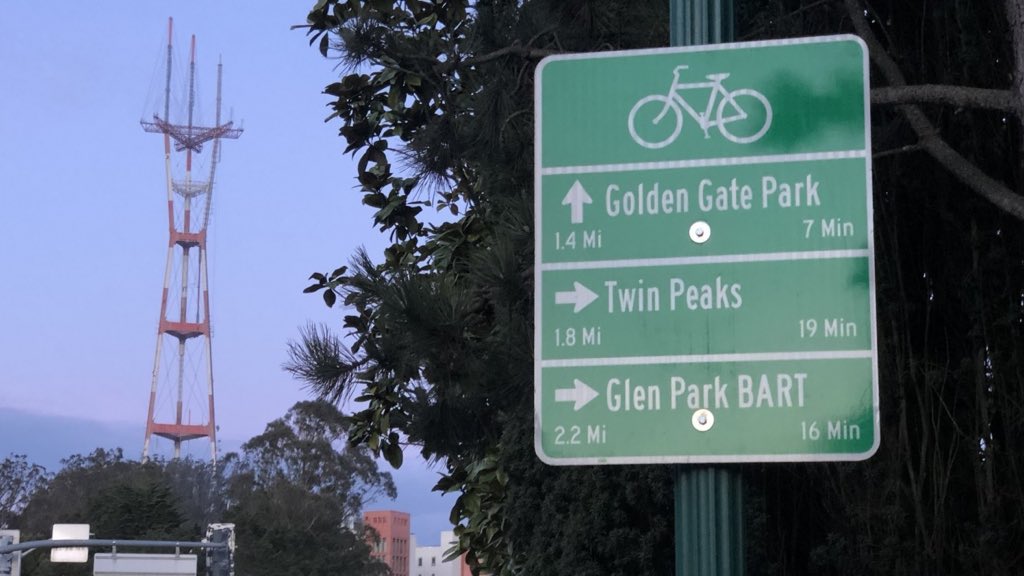 Golden Gate Park
1.4 Mi 7 Min
Twin Peaks
1.8 Mi 19 Min
Glen Park BART
2.2 Mi 16 Min